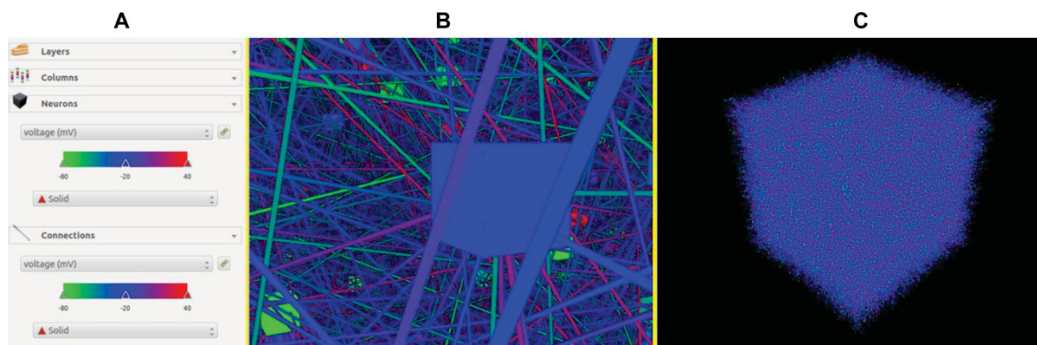 A
B
C
Layers
Columns
Neurons
voltage (mV)
-80 -20 40
Solid
Connections
voltage (mV)
-80 -20 40
Solid